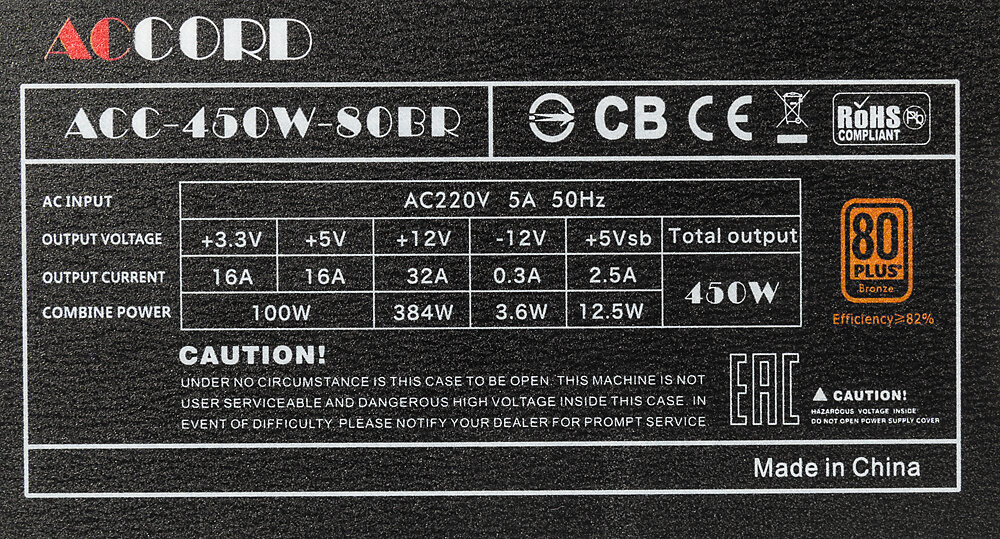 ACCORD
ACC-450W-80BR
CB CE RoHS COMPLIANT Pb
AC INPUT AC220V 5A 50Hz
OUTPUT VOLTAGE +3.3V +5V +12V -12V +5Vsb Total output
OUTPUT CURRENT 16A 16A 32A 0.3A 2.5A 450W
COMBINE POWER 100W 384W 3.6W 12.5W
80
PLUS
Bronze
Efficiency≥82%
CAUTION!
UNDER NO CIRCUMSTANCE IS THIS CASE TO BE OPEN. THIS MACHINE IS NOT
USER SERVICEABLE AND DANGEROUS HIGH VOLTAGE INSIDE THIS CASE. IN
EVENT OF DIFFICULTY. PLEASE NOTIFY YOUR DEALER FOR PROMPT SERVICE
EAC
CAUTION!
HAZARDOUS VOLTAGE INSIDE
DO NOT OPEN POWER SUPPLY COVER
Made in China